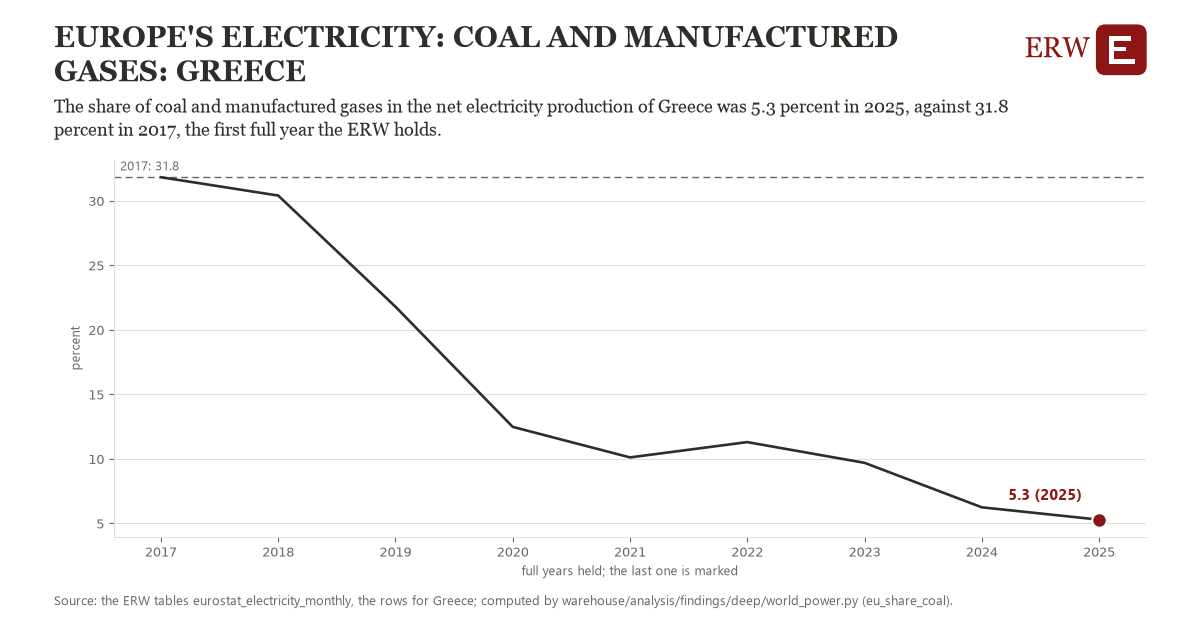 EUROPE'S ELECTRICITY: COAL AND MANUFACTURED
GASES: GREECE
ERW E
The share of coal and manufactured gases in the net electricity production of Greece was 5.3 percent in 2025, against 31.8
percent in 2017, the first full year the ERW holds.
2017: 31.8
30
25
20
15
10
5
percent
5.3 (2025)
2017 2018 2019 2020 2021 2022 2023 2024 2025
full years held; the last one is marked
Source: the ERW tables eurostat_electricity_monthly, the rows for Greece; computed by warehouse/analysis/findings/deep/world_power.py (eu_share_coal).